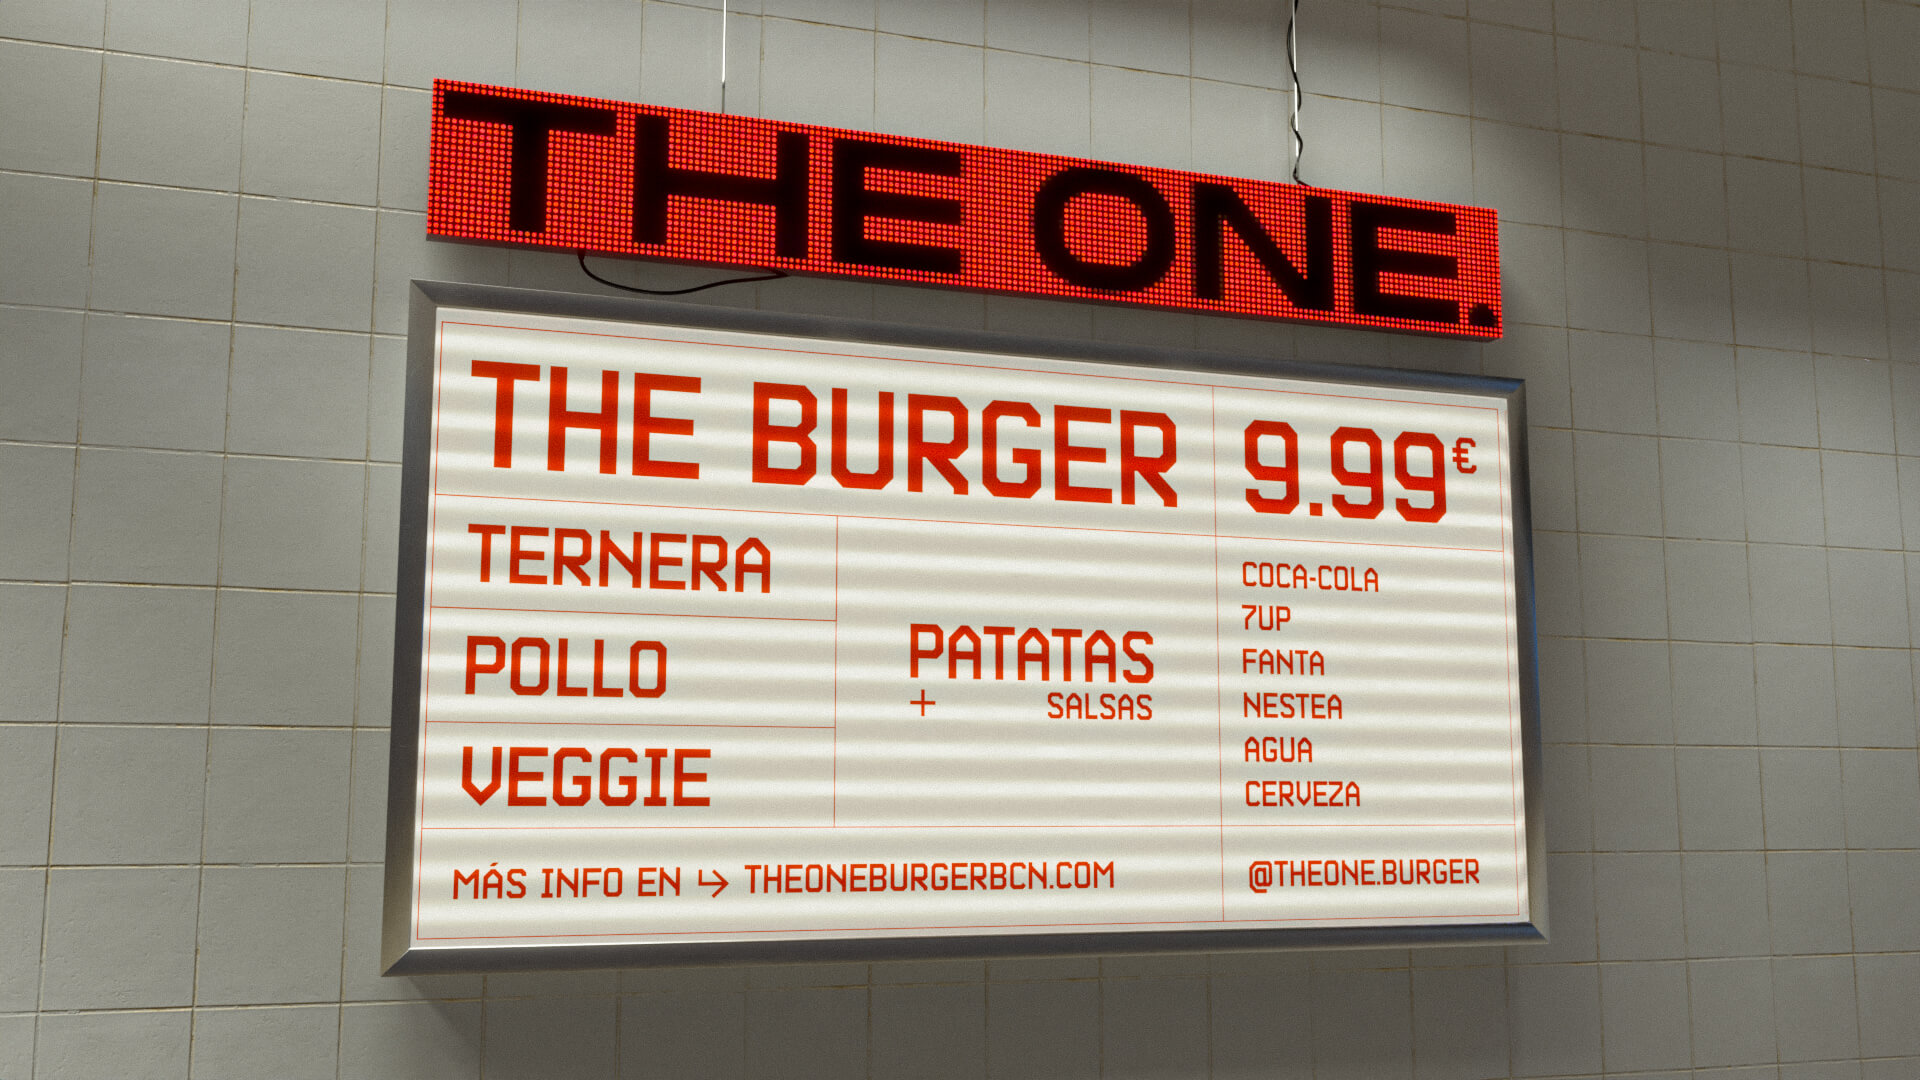 THE ONE.
THE BURGER 9.99€
TERNERA
POLLO
VEGGIE
PATATAS
+ SALSAS
COCA-COLA
7UP
FANTA
NESTEA
AGUA
CERVEZA
MÁS INFO EN ↳ THEONEBURGERBCN.COM
@THEONE.BURGER